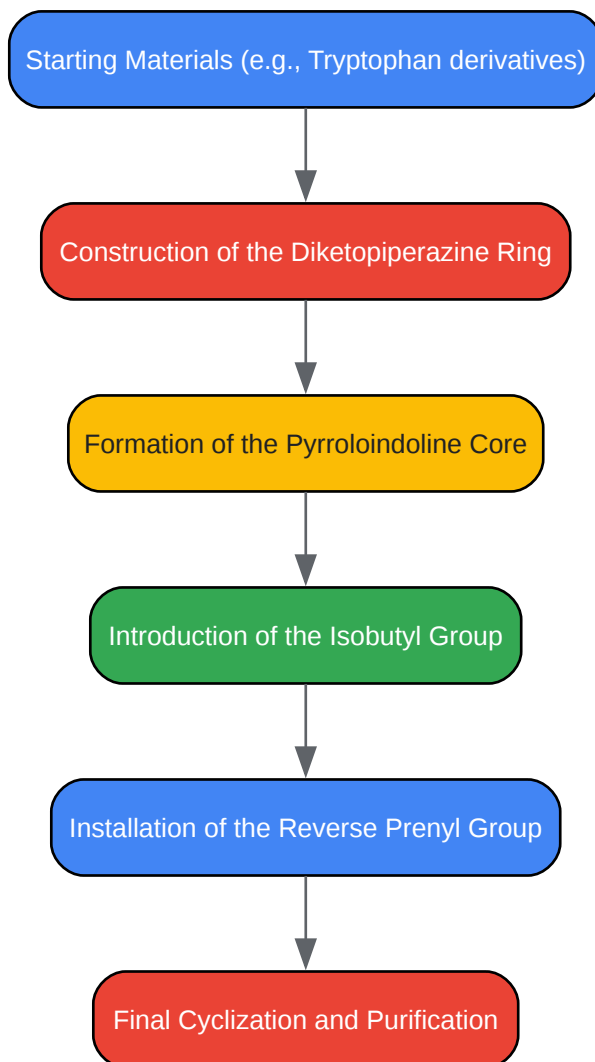 Starting Materials (e.g., Tryptophan derivatives)
Construction of the Diketopiperazine Ring
Formation of the Pyrroloindoline Core
Introduction of the Isobutyl Group
Installation of the Reverse Prenyl Group
Final Cyclization and Purification